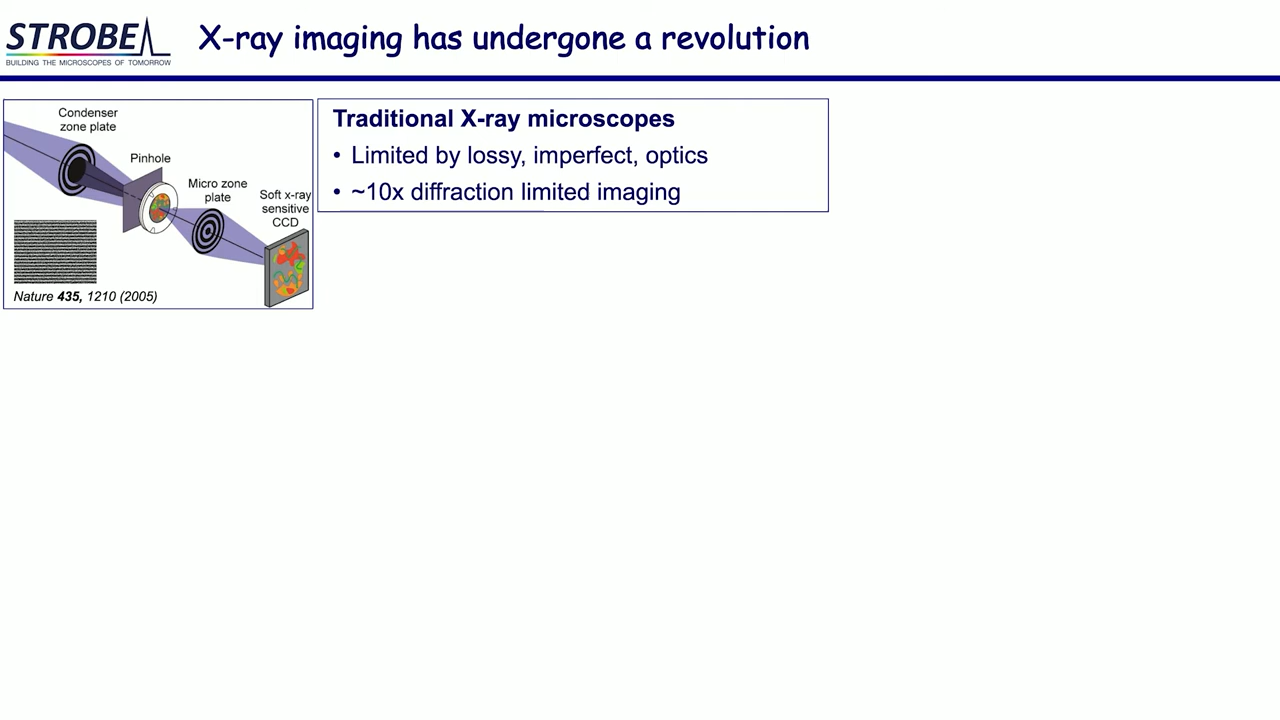 STROBE
BUILDING THE MICROSCOPES OF TOMORROW
X-ray imaging has undergone a revolution
Condenser
zone plate
Pinhole
Micro zone
plate
Soft x-ray
sensitive
CCD
Nature 435, 1210 (2005)
Traditional X-ray microscopes
• Limited by lossy, imperfect, optics
• ~10x diffraction limited imaging